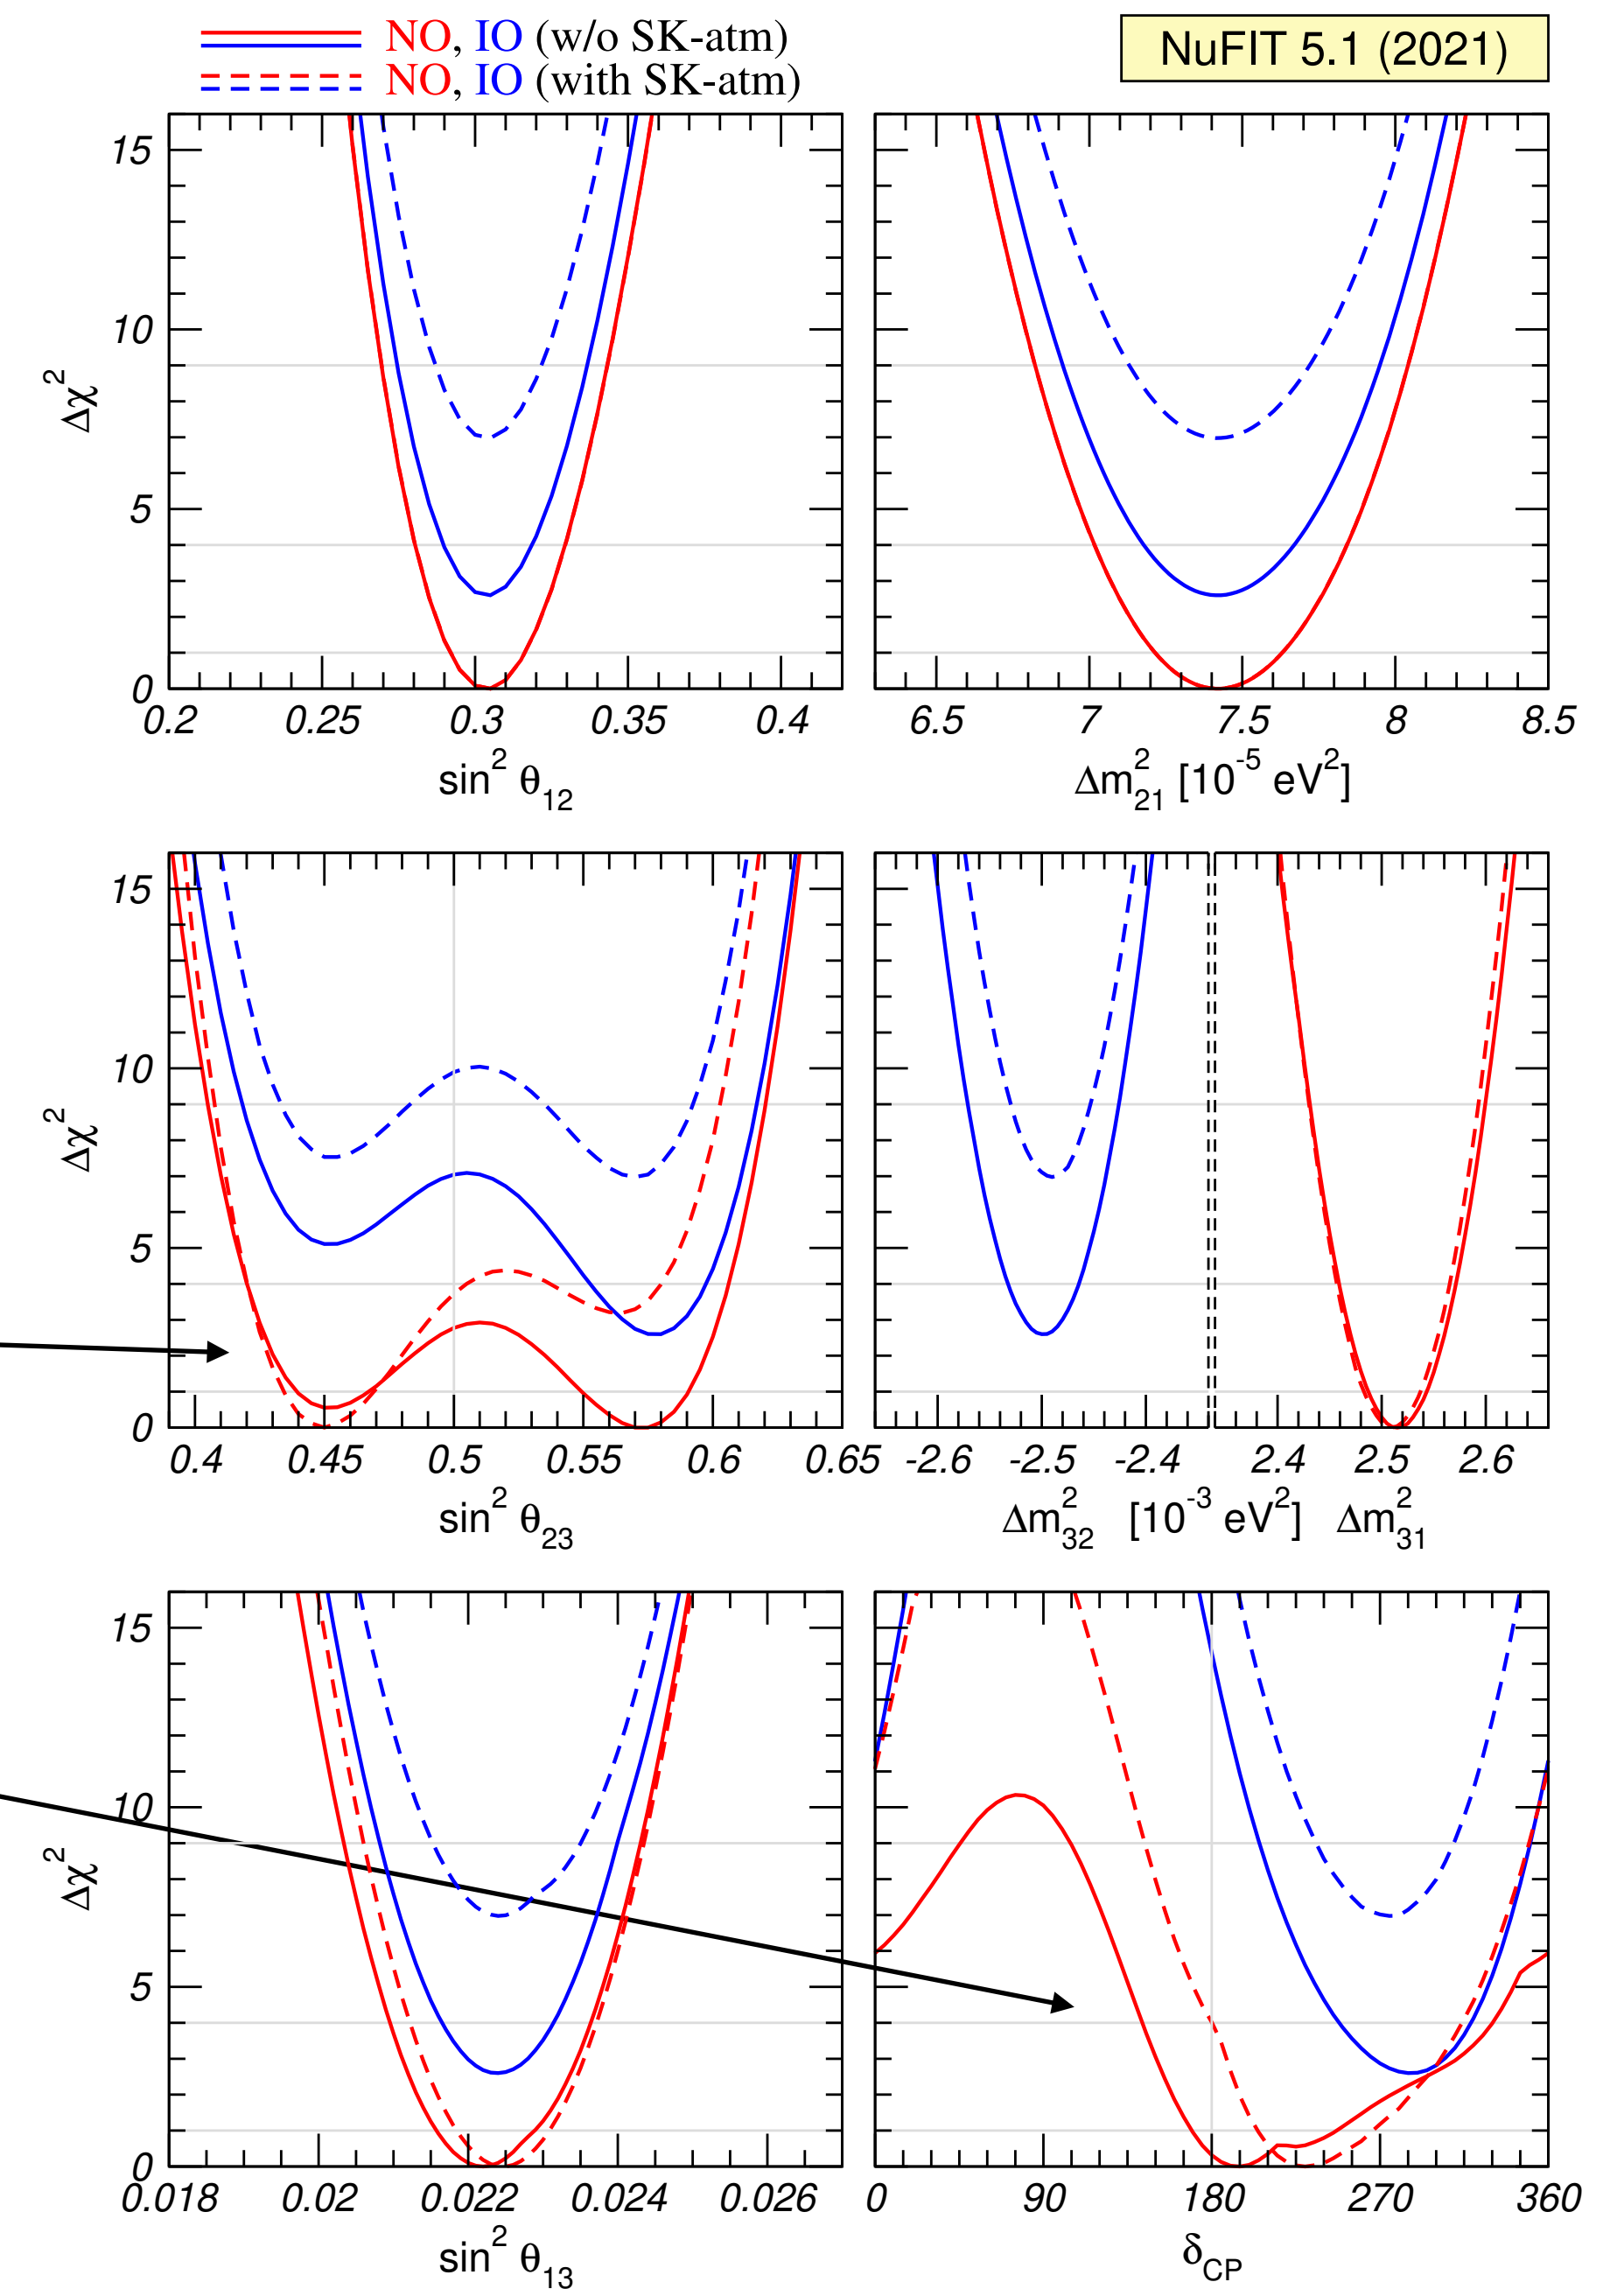 NO, IO (w/o SK-atm)
NO, IO (with SK-atm)
NuFIT 5.1 (2021)
15
10
5
0
Δχ²
0.2 0.25 0.3 0.35 0.4
sin² θ₁₂
6.5 7 7.5 8 8.5
Δm²₂₁ [10⁻⁵ eV²]
15
10
5
0
Δχ²
0.4 0.45 0.5 0.55 0.6 0.65
sin² θ₂₃
-2.6 -2.5 -2.4 2.4 2.5 2.6
Δm²₃₂ [10⁻³ eV²] Δm²₃₁
15
10
5
0
Δχ²
0.018 0.02 0.022 0.024 0.026
sin² θ₁₃
0 90 180 270 360
δ_CP